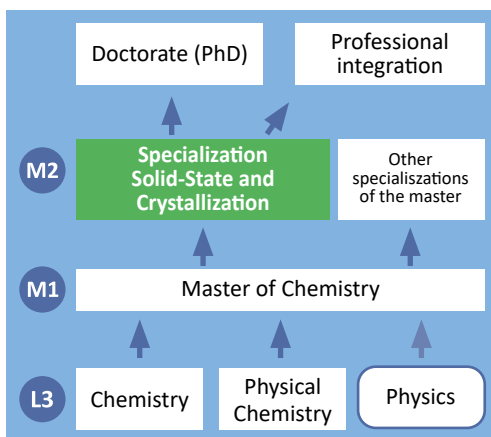 Doctorate (PhD)
Professional
integration
M2
Specialization
Solid-State and
Crystallization
Other
specialiszations
of the master
M1
Master of Chemistry
L3
Chemistry
Physical
Chemistry
Physics